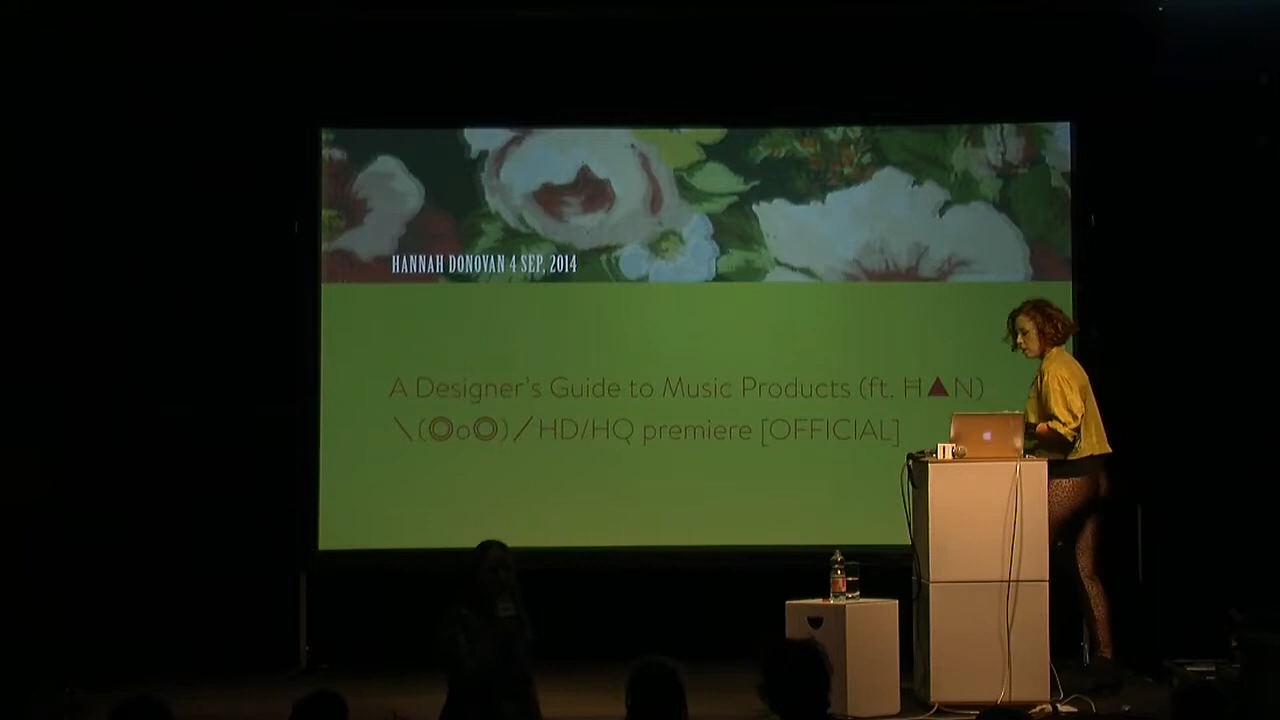 HANNAH DONOVAN 4 SEP, 2014
A Designer's Guide to Music Products (ft. Ħ▲N)
\(◎o◎)/ HD/HQ premiere [OFFICIAL]